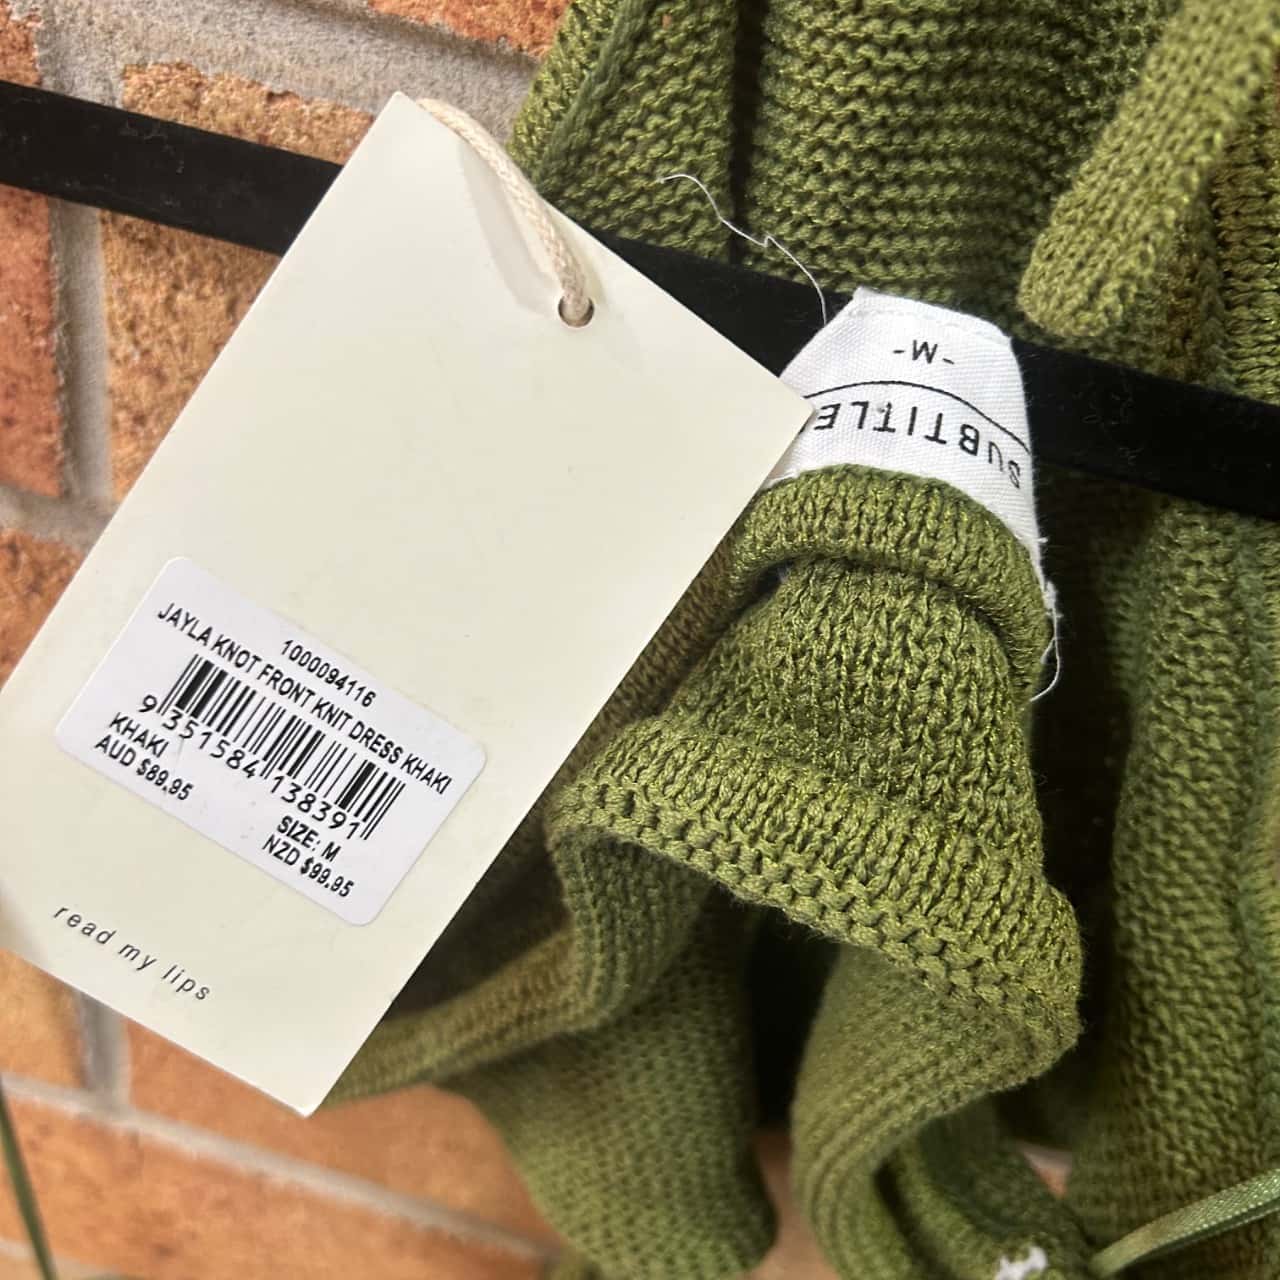 -M-
SUBTITLE
1000094116
JAYLA KNOT FRONT KNIT DRESS KHAKI
9 351584 138391
KHAKI
AUD $89.95
SIZE: M
NZD $99.95
read my lips